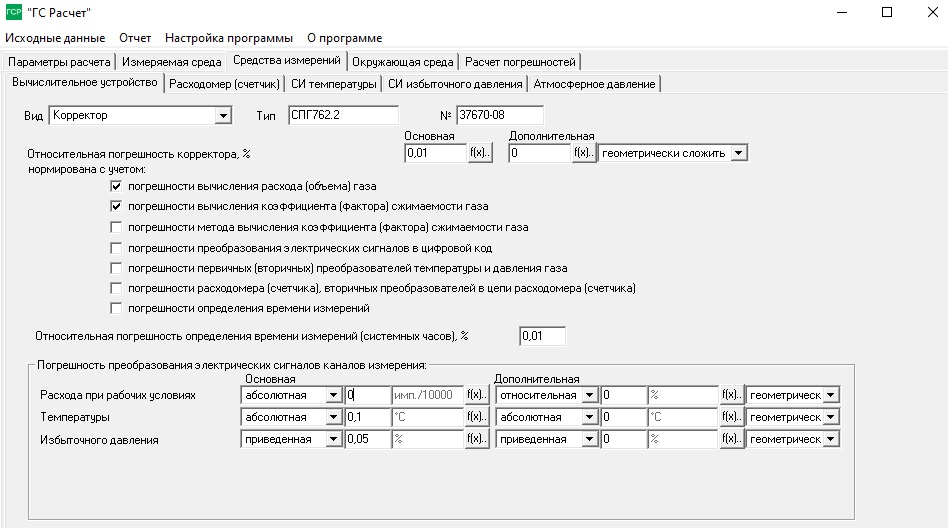 ГСР "ГС Расчет"
Исходные данные Отчет Настройка программы О программе
Параметры расчета Измеряемая среда Средства измерений Окружающая среда Расчет погрешностей
Вычислительное устройство Расходомер (счетчик) СИ температуры СИ избыточного давления Атмосферное давление
Вид Корректор Тип СПГ762.2 № 37670-08
Основная Дополнительная
Относительная погрешность корректора, % 0,01 f(x).. 0 f(x).. геометрически сложить
нормирована с учетом:
погрешности вычисления расхода (объема) газа
погрешности вычисления коэффициента (фактора) сжимаемости газа
погрешности метода вычисления коэффициента (фактора) сжимаемости газа
погрешности преобразования электрических сигналов в цифровой код
погрешности первичных (вторичных) преобразователей температуры и давления газа
погрешности расходомера (счетчика), вторичных преобразователей в цепи расходомера (счетчика)
погрешности определения времени измерений
Относительная погрешность определения времени измерений (системных часов), % 0,01
Погрешность преобразования электрических сигналов каналов измерения:
Основная Дополнительная
Расхода при рабочих условиях абсолютная 0 имп./10000 f(x).. относительная 0 % f(x).. геометрическ
Температуры абсолютная 0,1 °C f(x).. абсолютная 0 °C f(x).. геометрическ
Избыточного давления приведенная 0,05 % f(x).. приведенная 0 % f(x).. геометрическ